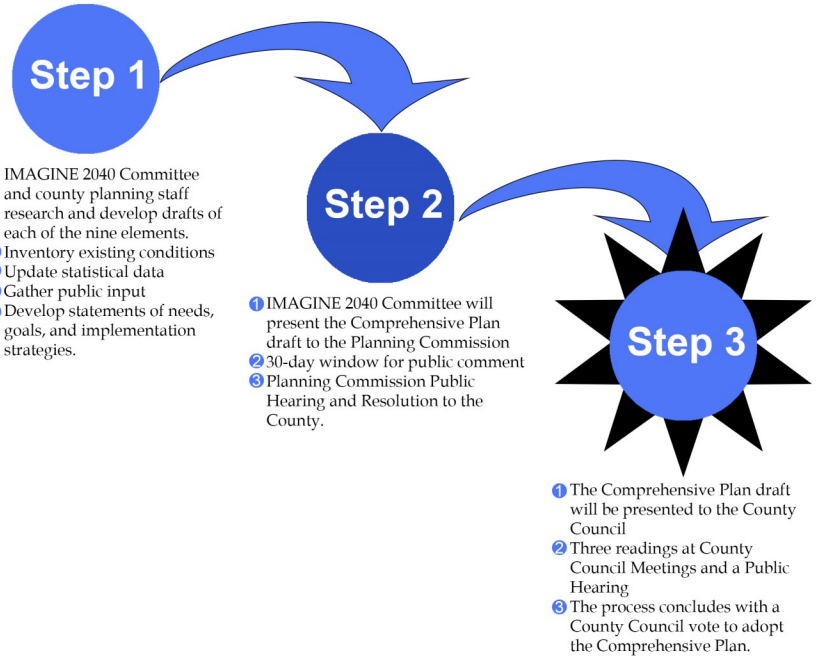 Step 1
IMAGINE 2040 Committee
and county planning staff
research and develop drafts of
each of the nine elements.
Inventory existing conditions
Update statistical data
Gather public input
Develop statements of needs,
goals, and implementation
strategies.
Step 2
1 IMAGINE 2040 Committee will
present the Comprehensive Plan
draft to the Planning Commission
2 30-day window for public comment
3 Planning Commission Public
Hearing and Resolution to the
County.
Step 3
1 The Comprehensive Plan draft
will be presented to the County
Council
2 Three readings at County
Council Meetings and a Public
Hearing
3 The process concludes with a
County Council vote to adopt
the Comprehensive Plan.